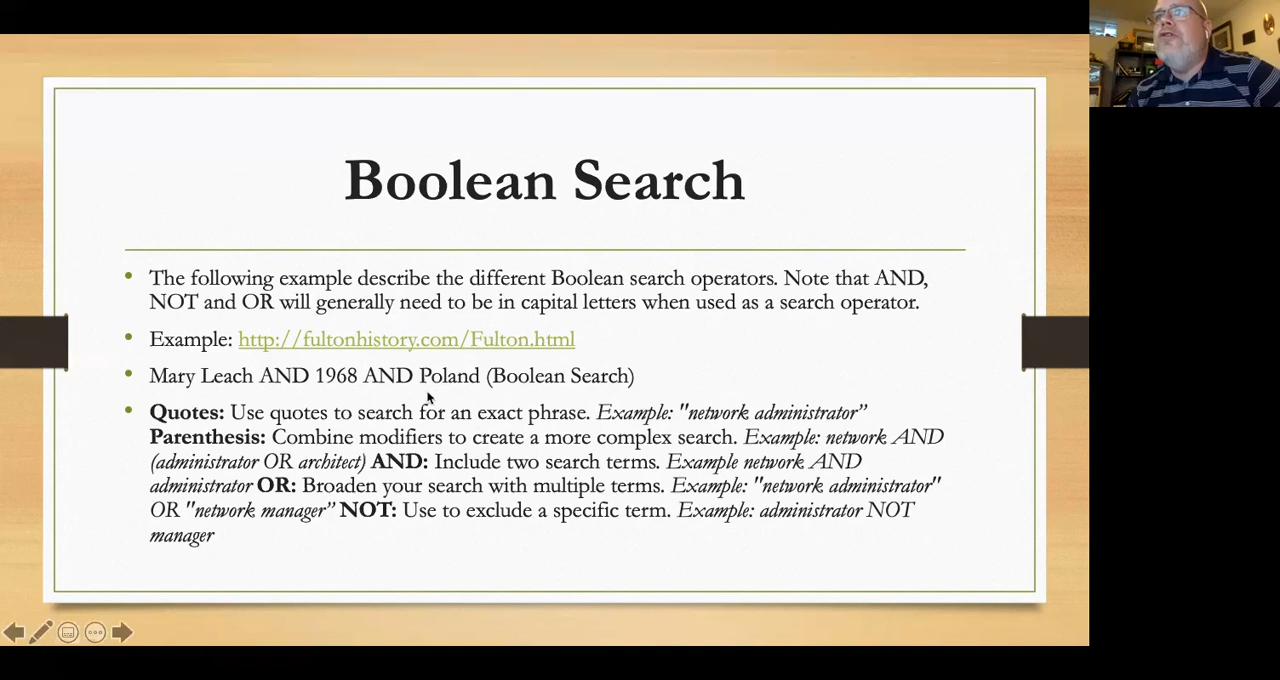 Boolean Search
The following example describe the different Boolean search operators. Note that AND,
NOT and OR will generally need to be in capital letters when used as a search operator.
Example: http://fultonhistory.com/Fulton.html
Mary Leach AND 1968 AND Poland (Boolean Search)
Quotes: Use quotes to search for an exact phrase. Example: "network administrator”
Parenthesis: Combine modifiers to create a more complex search. Example: network AND
(administrator OR architect) AND: Include two search terms. Example network AND
administrator OR: Broaden your search with multiple terms. Example: "network administrator"
OR "network manager” NOT: Use to exclude a specific term. Example: administrator NOT
manager